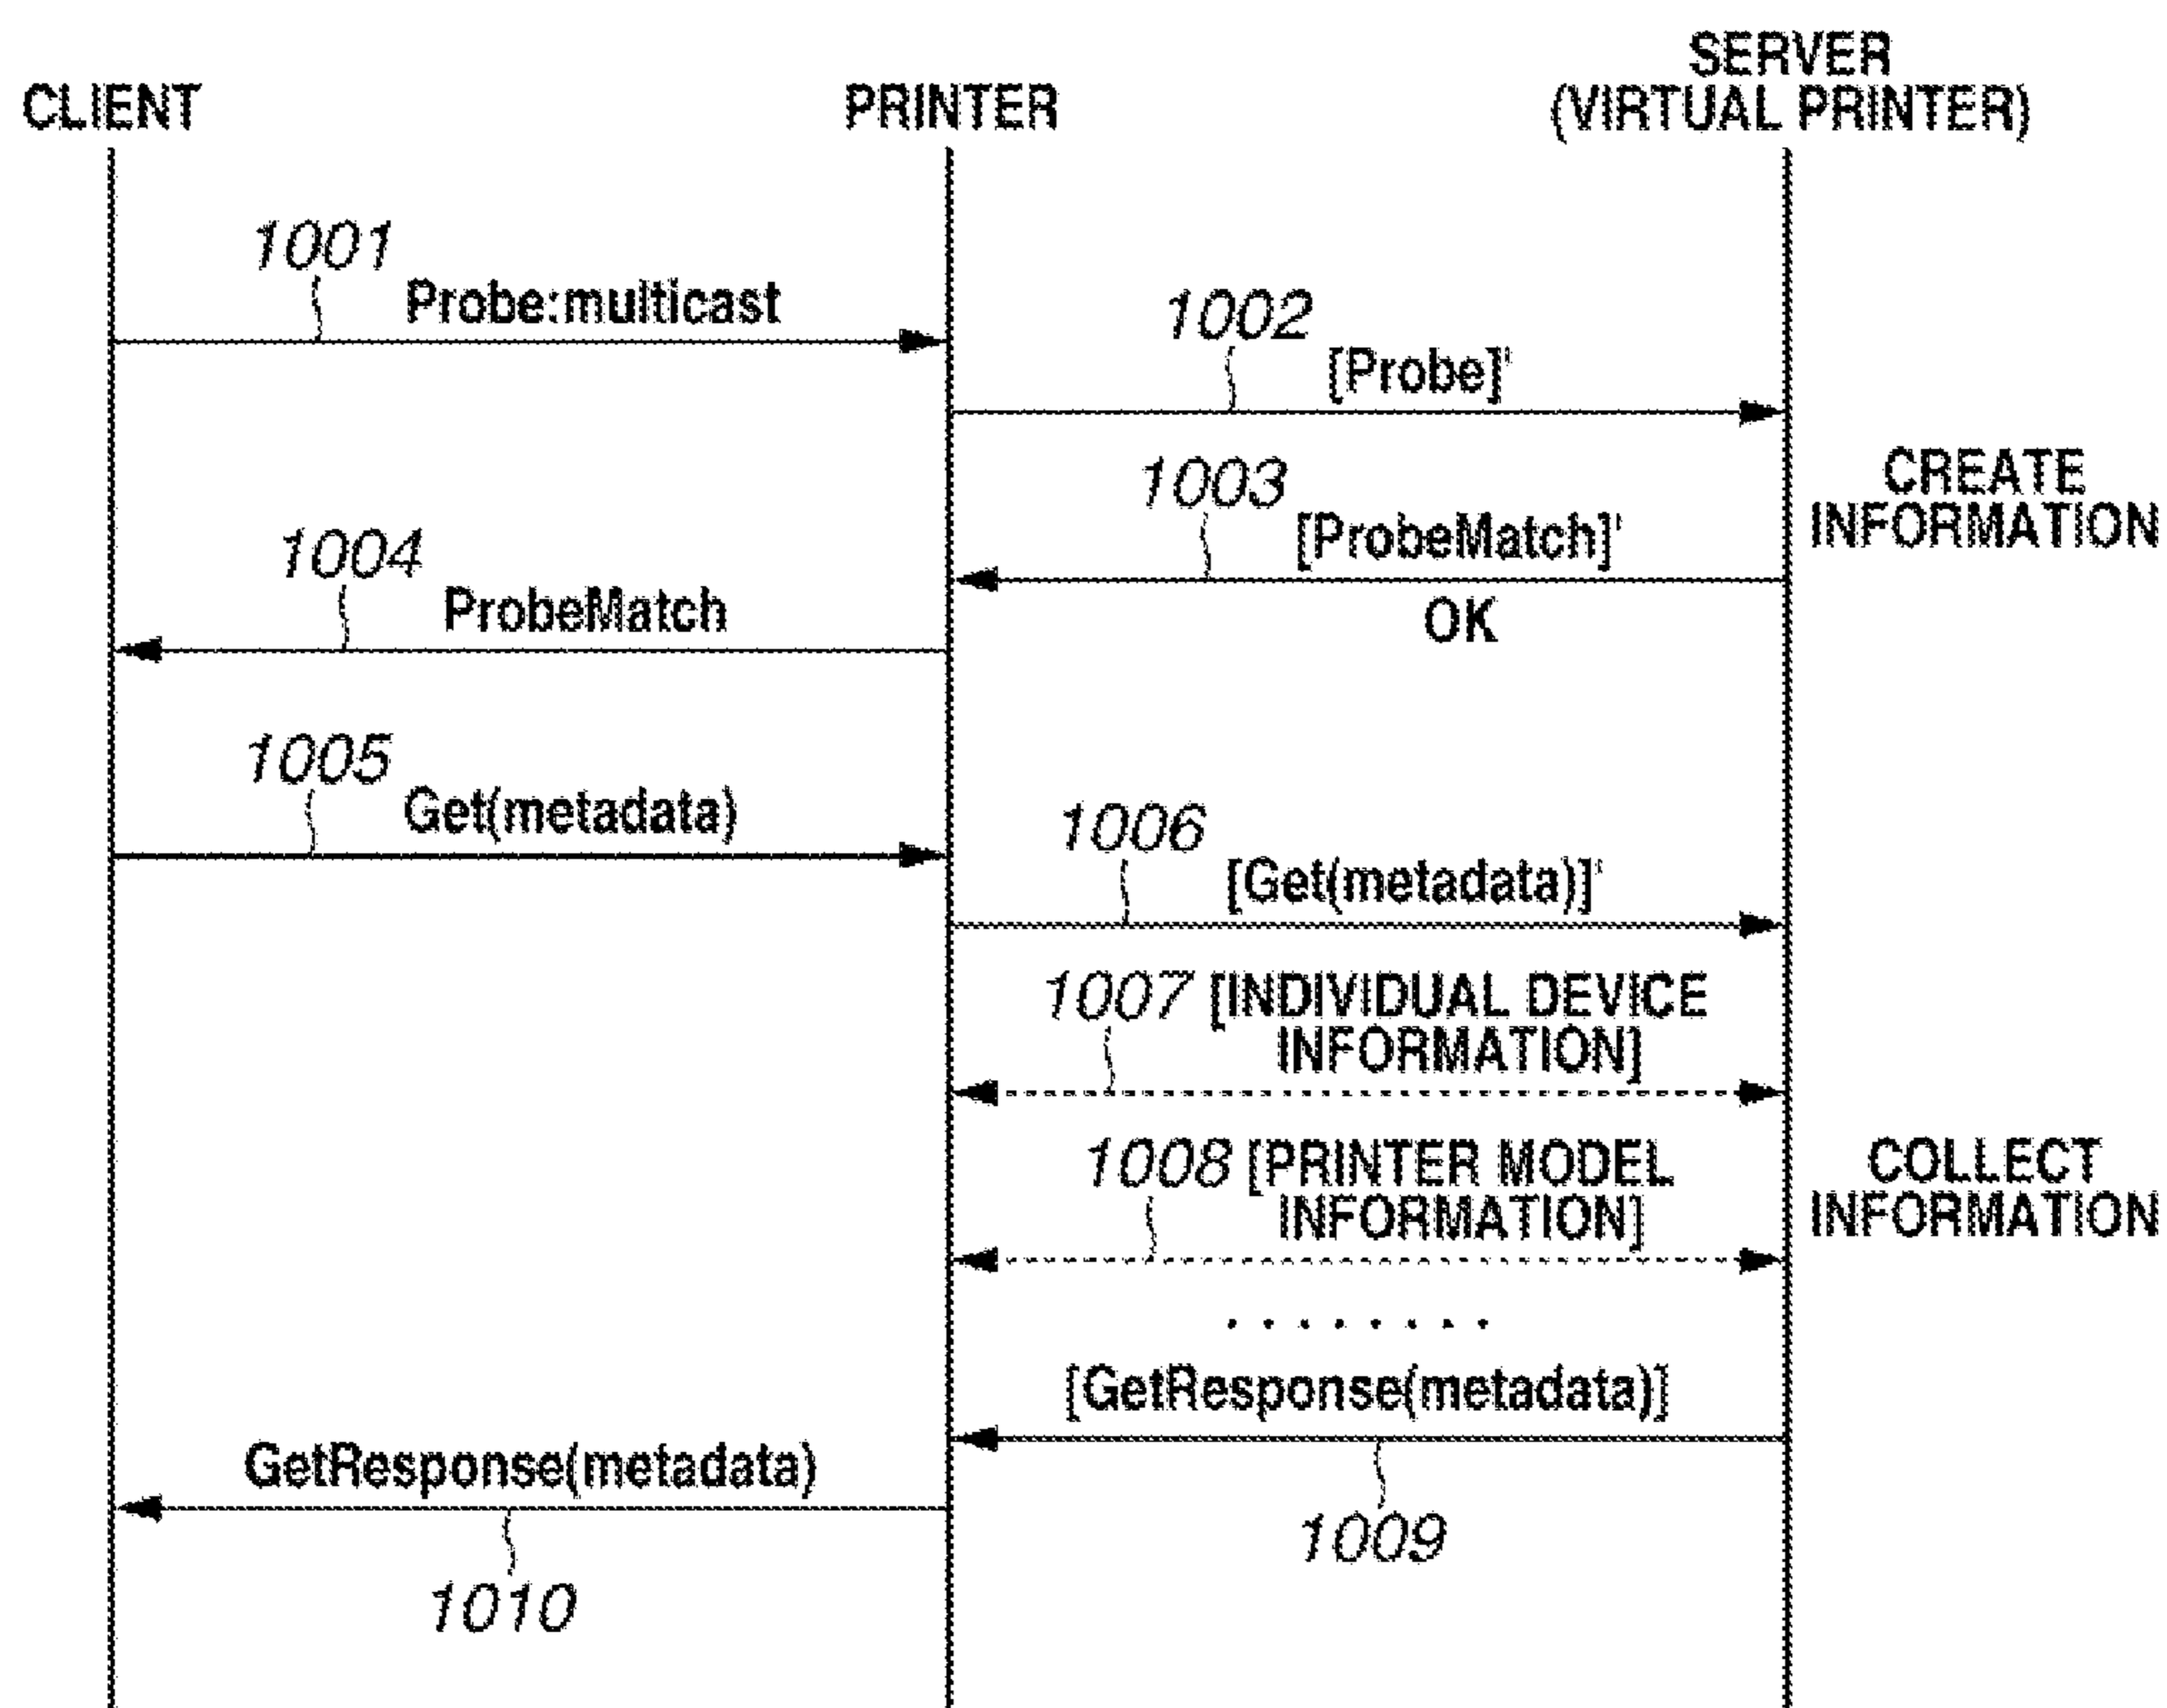 CLIENT
PRINTER
SERVER
(VIRTUAL PRINTER)
1001
Probe:multicast
1002
[Probe]'
CREATE
INFORMATION
1003
[ProbeMatch]'
OK
1004
ProbeMatch
1005
Get(metadata)
1006
[Get(metadata)]'
1007 [INDIVIDUAL DEVICE
INFORMATION]
1008 [PRINTER MODEL
INFORMATION]
COLLECT
INFORMATION
........
[GetResponse(metadata)]
1009
GetResponse(metadata)
1010